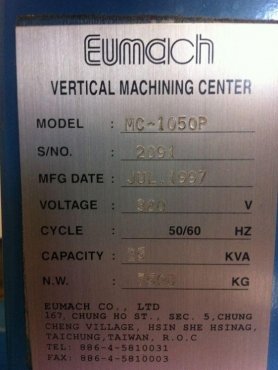 Eumach
VERTICAL MACHINING CENTER
MODEL : MC-1050P
S/NO. : 2091
MFG DATE : JUL.1997
VOLTAGE : V
CYCLE : 50/60 HZ
CAPACITY : KVA
N.W. : KG
EUMACH CO., LTD
167, CHUNG HO ST., SEC. 5,CHUNG
CHENG VILLAGE, HSIN SHE HSINAG,
TAICHUNG,TAIWAN, R.O.C
TEL: 886-4-5810031
FAX: 886-4-5810003